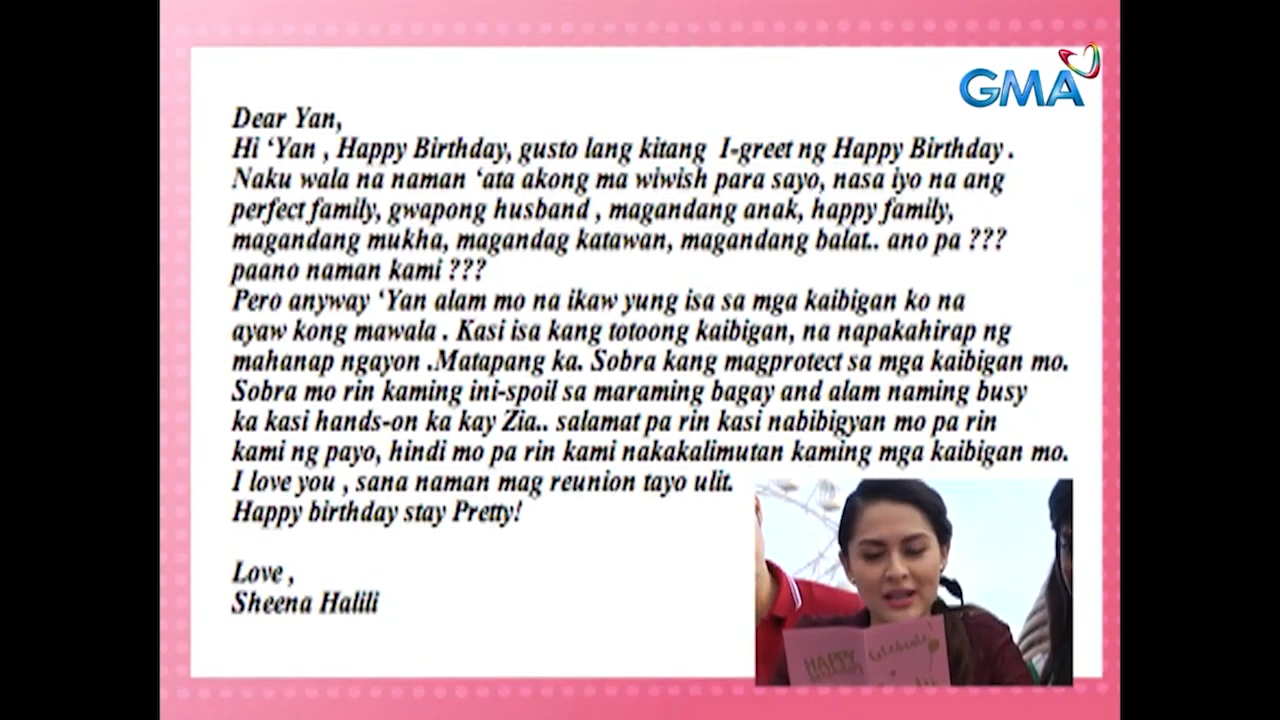 GMA
Dear Yan,
Hi ‘Yan , Happy Birthday, gusto lang kitang I-greet ng Happy Birthday .
Naku wala na naman ‘ata akong ma wiwish para sayo, nasa iyo na ang
perfect family, gwapong husband , magandang anak, happy family,
magandang mukha, magandag katawan, magandang balat.. ano pa ???
paano naman kami ???
Pero anyway ‘Yan alam mo na ikaw yung isa sa mga kaibigan ko na
ayaw kong mawala . Kasi isa kang totoong kaibigan, na napakahirap ng
mahanap ngayon .Matapang ka. Sobra kang magprotect sa mga kaibigan mo.
Sobra mo rin kaming ini-spoil sa maraming bagay and alam naming busy
ka kasi hands-on ka kay Zia.. salamat pa rin kasi nabibigyan mo pa rin
kami ng payo, hindi mo pa rin kami nakakalimutan kaming mga kaibigan mo.
I love you , sana naman mag reunion tayo ulit.
Happy birthday stay Pretty!
Love ,
Sheena Halili
HAPPY
birthday